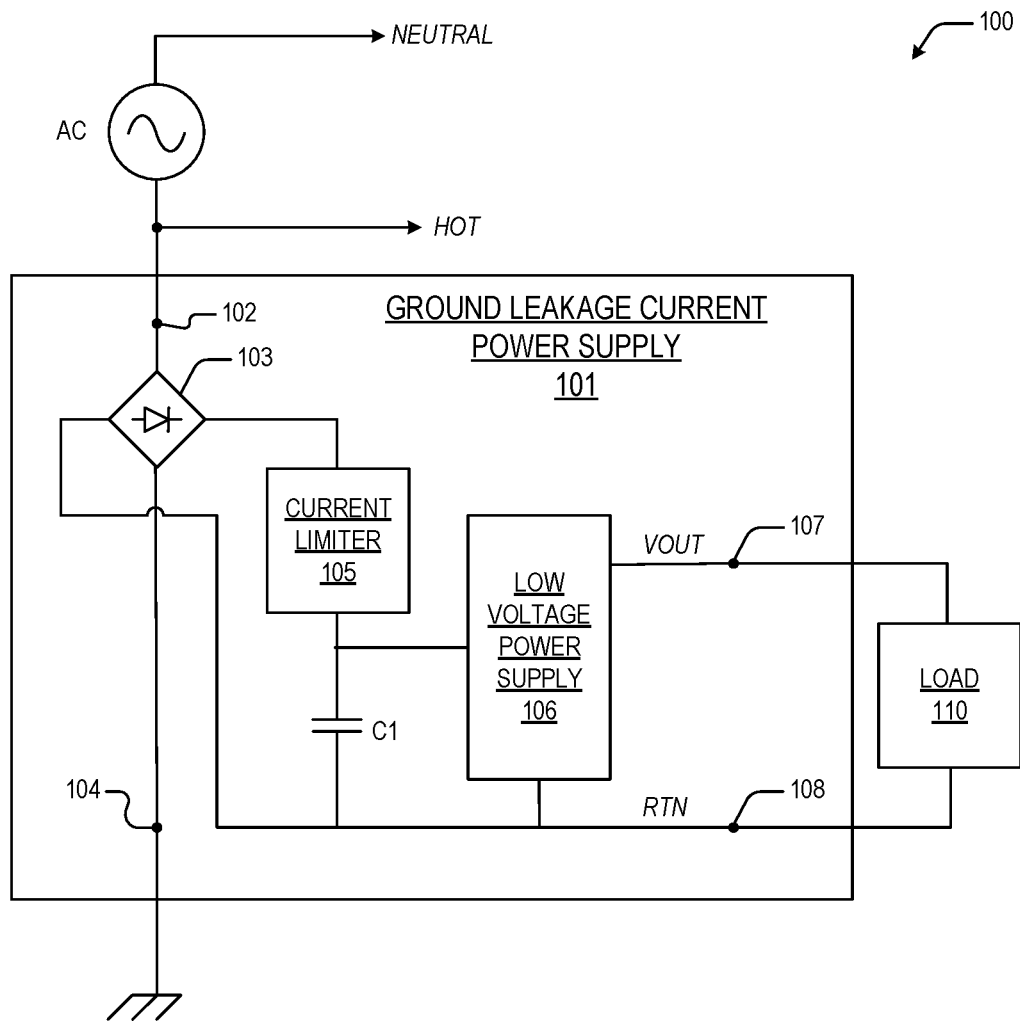 NEUTRAL
100
AC
HOT
GROUND LEAKAGE CURRENT
POWER SUPPLY
101
102
103
CURRENT
LIMITER
105
VOUT
107
LOW
VOLTAGE
POWER
SUPPLY
106
LOAD
110
C1
104
RTN
108